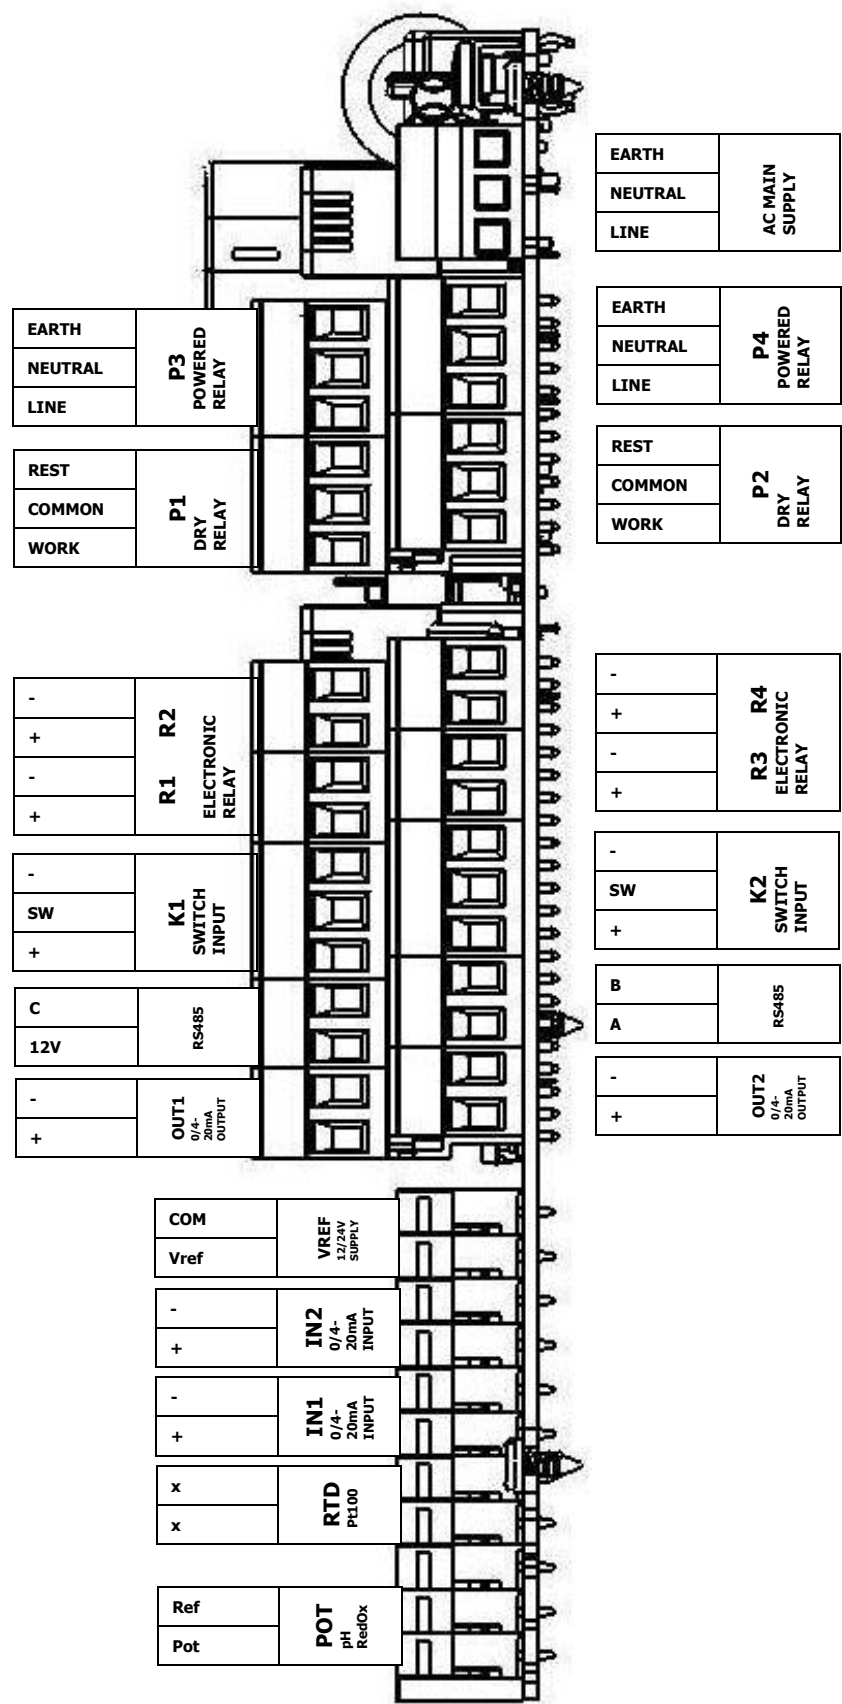 EARTH
NEUTRAL
LINE
AC MAIN
SUPPLY
EARTH
NEUTRAL
LINE
P3
POWERED
RELAY
EARTH
NEUTRAL
LINE
P4
POWERED
RELAY
REST
COMMON
WORK
P1
DRY
RELAY
REST
COMMON
WORK
P2
DRY
RELAY
-
+
-
+
R1 R2
ELECTRONIC
RELAY
-
+
-
+
R3 R4
ELECTRONIC
RELAY
-
SW
+
K1
SWITCH
INPUT
-
SW
+
K2
SWITCH
INPUT
C
12V
RS485
B
A
RS485
-
+
OUT1
0/4-
20mA
OUTPUT
-
+
OUT2
0/4-
20mA
OUTPUT
COM
Vref
VREF
12/24V
SUPPLY
-
+
IN2
0/4-
20mA
INPUT
-
+
IN1
0/4-
20mA
INPUT
x
x
RTD
Pt100
Ref
Pot
POT
pH
RedOx